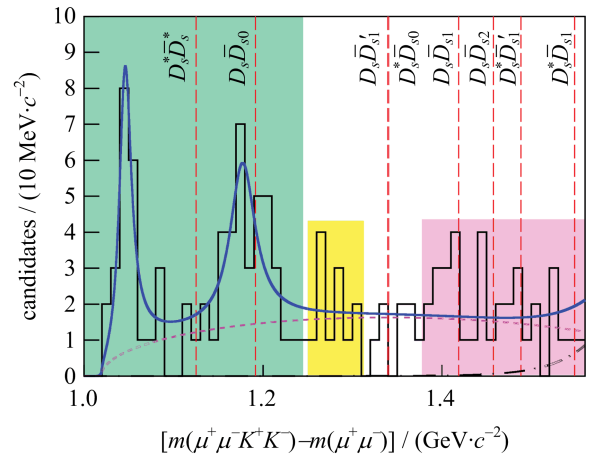 10
9
8
7
6
5
4
3
2
1
0
candidates / (10 MeV·c⁻²)
D̄*ₛD*ₛ
DₛD̄ₛ₀
DₛD̄′ₛ₁
D*ₛD̄ₛ₀
DₛD̄ₛ₁
DₛD̄ₛ₂
D*ₛD̄′ₛ₁
D*ₛD̄ₛ₁
1.0 1.2 1.4
[m(μ⁺μ⁻K⁺K⁻)–m(μ⁺μ⁻)] / (GeV·c⁻²)